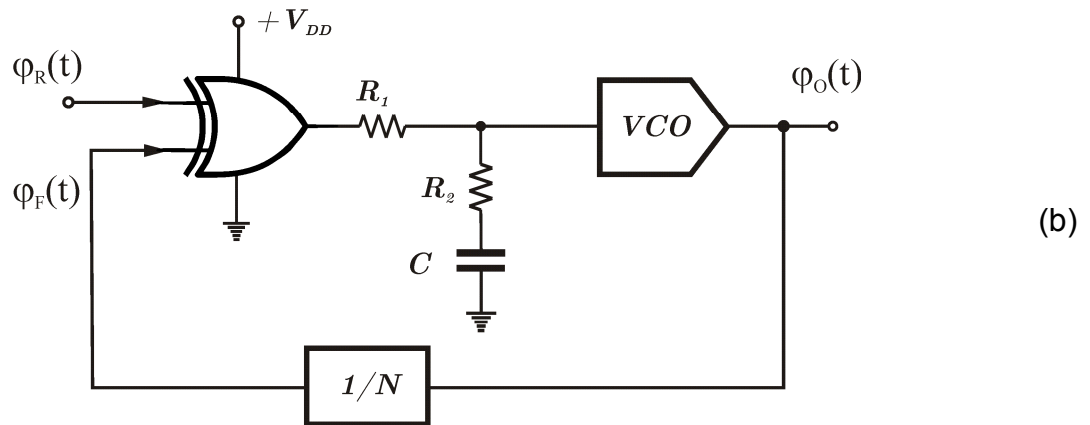 +V_DD
φ_R(t)
R_1
φ_O(t)
VCO
φ_F(t)
R_2
(b)
C
1/N